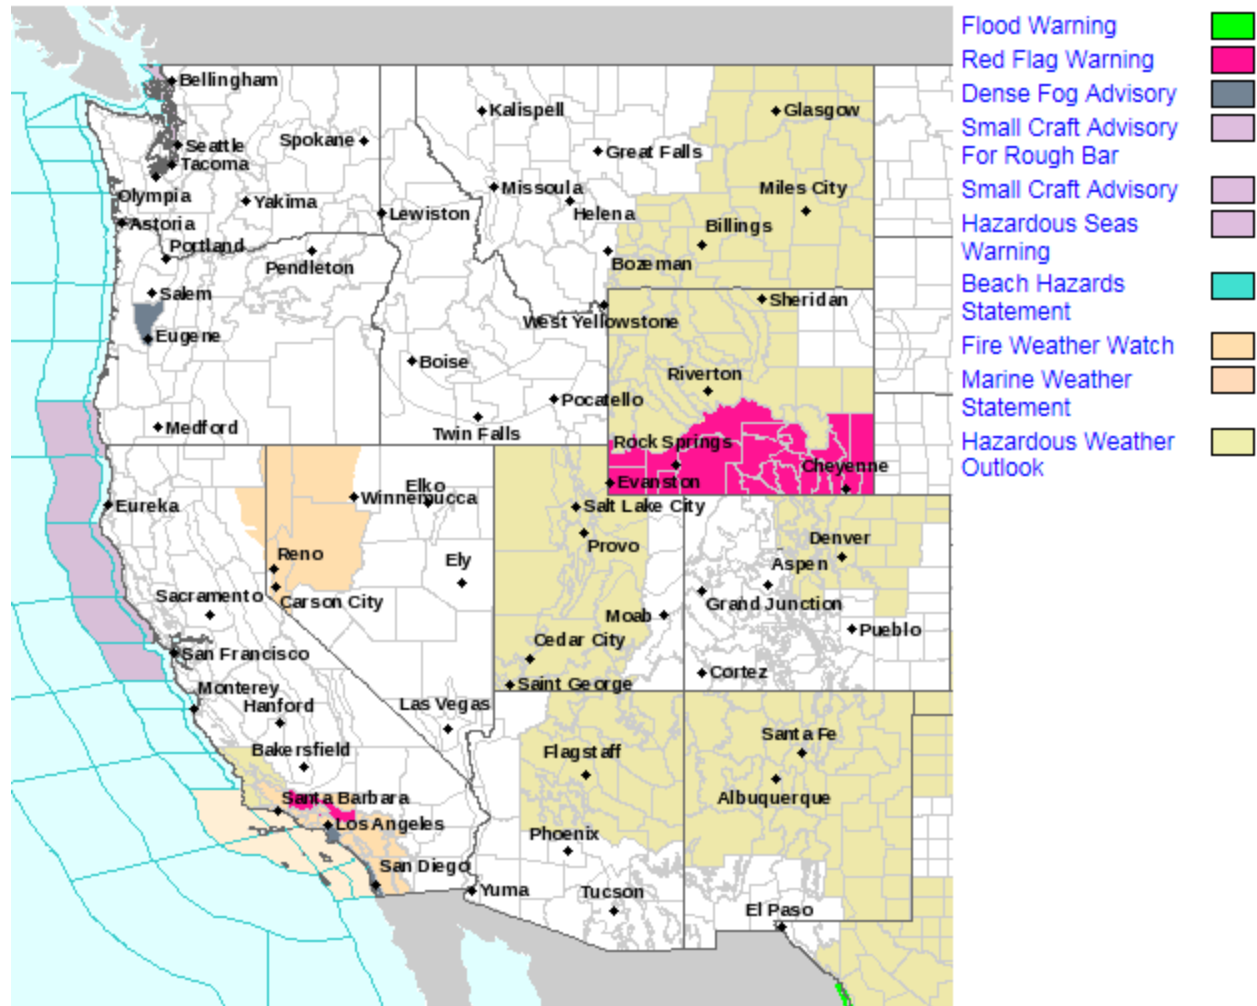 Bellingham
Kalispell
Glasgow
Spokane
Seattle
Great Falls
Tacoma
Olympia
Missoula
Miles City
Yakima
Helena
Lewiston
Astoria
Billings
Portland
Pendleton
Bozeman
Salem
Sheridan
West Yellowstone
Eugene
Boise
Riverton
Pocatello
Medford
Twin Falls
Rock Springs
Cheyenne
Evanston
Elko
Winnemucca
Eureka
Salt Lake City
Denver
Provo
Reno
Ely
Aspen
Sacramento
Carson City
Grand Junction
Moab
Pueblo
Cedar City
San Francisco
Cortez
Saint George
Monterey
Hanford
Las Vegas
Santa Fe
Bakersfield
Flagstaff
Santa Barbara
Albuquerque
Los Angeles
Phoenix
San Diego
Yuma
Tucson
El Paso
Flood Warning
Red Flag Warning
Dense Fog Advisory
Small Craft Advisory
For Rough Bar
Small Craft Advisory
Hazardous Seas
Warning
Beach Hazards
Statement
Fire Weather Watch
Marine Weather
Statement
Hazardous Weather
Outlook